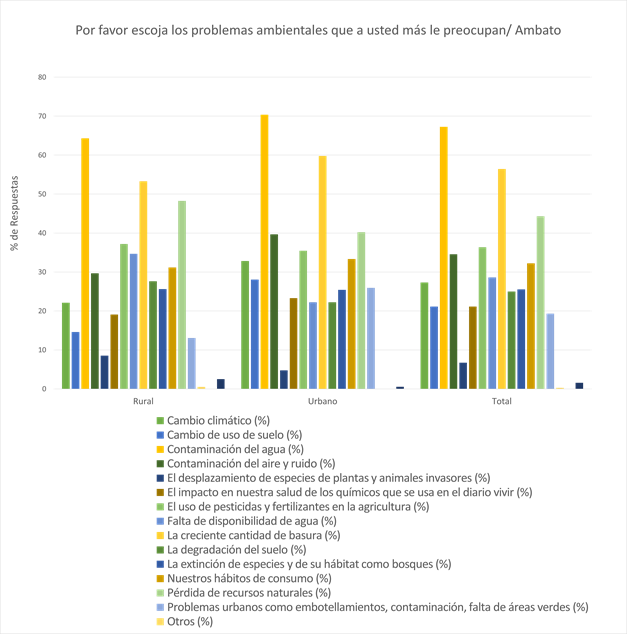 Por favor escoja los problemas ambientales que a usted más le preocupan/ Ambato
80
70
60
50
40
30
20
10
0
% de Respuestas
Rural Urbano Total
Cambio climático (%)
Cambio de uso de suelo (%)
Contaminación del agua (%)
Contaminación del aire y ruido (%)
El desplazamiento de especies de plantas y animales invasores (%)
El impacto en nuestra salud de los químicos que se usa en el diario vivir (%)
El uso de pesticidas y fertilizantes en la agricultura (%)
Falta de disponibilidad de agua (%)
La creciente cantidad de basura (%)
La degradación del suelo (%)
La extinción de especies y de su hábitat como bosques (%)
Nuestros hábitos de consumo (%)
Pérdida de recursos naturales (%)
Problemas urbanos como embotellamientos, contaminación, falta de áreas verdes (%)
Otros (%)